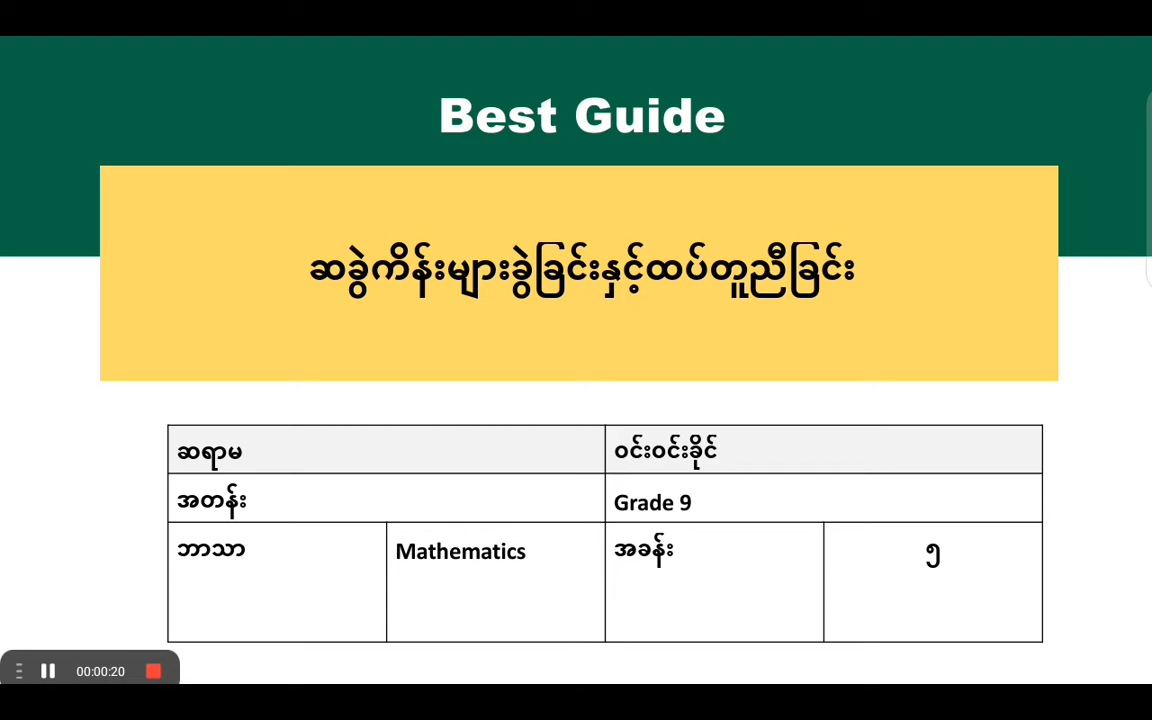 Best Guide
ဆခွဲကိန်းများခွဲခြင်းနှင့်ထပ်တူညီခြင်း
ဆရာမ ဝင်းဝင်းခိုင်
အတန်း Grade 9
ဘာသာ Mathematics အခန်း ၅
00:00:20